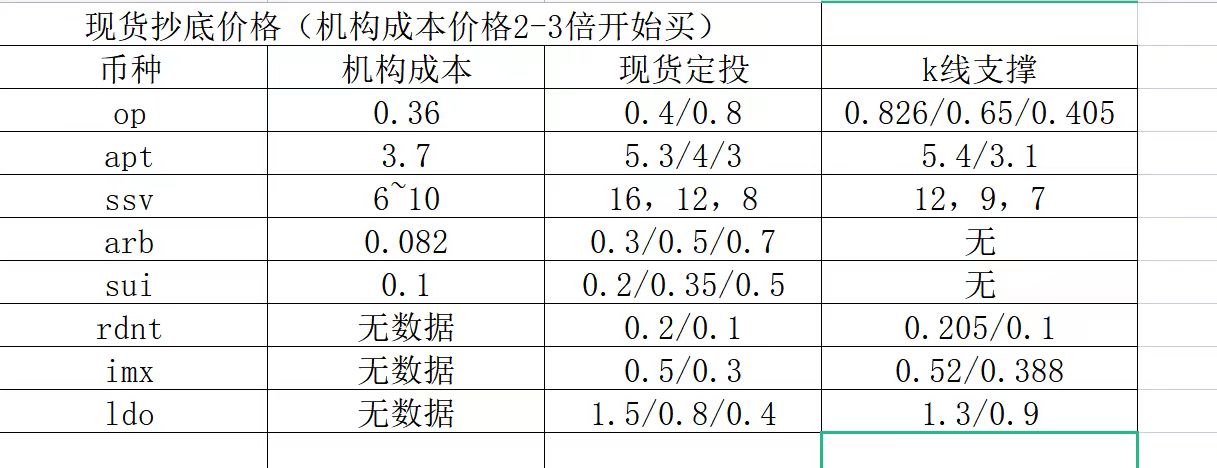 现货抄底价格（机构成本价格2-3倍开始买）
币种 机构成本 现货定投 k线支撑
op 0.36 0.4/0.8 0.826/0.65/0.405
apt 3.7 5.3/4/3 5.4/3.1
ssv 6~10 16，12，8 12，9，7
arb 0.082 0.3/0.5/0.7 无
sui 0.1 0.2/0.35/0.5 无
rdnt 无数据 0.2/0.1 0.205/0.1
imx 无数据 0.5/0.3 0.52/0.388
ldo 无数据 1.5/0.8/0.4 1.3/0.9